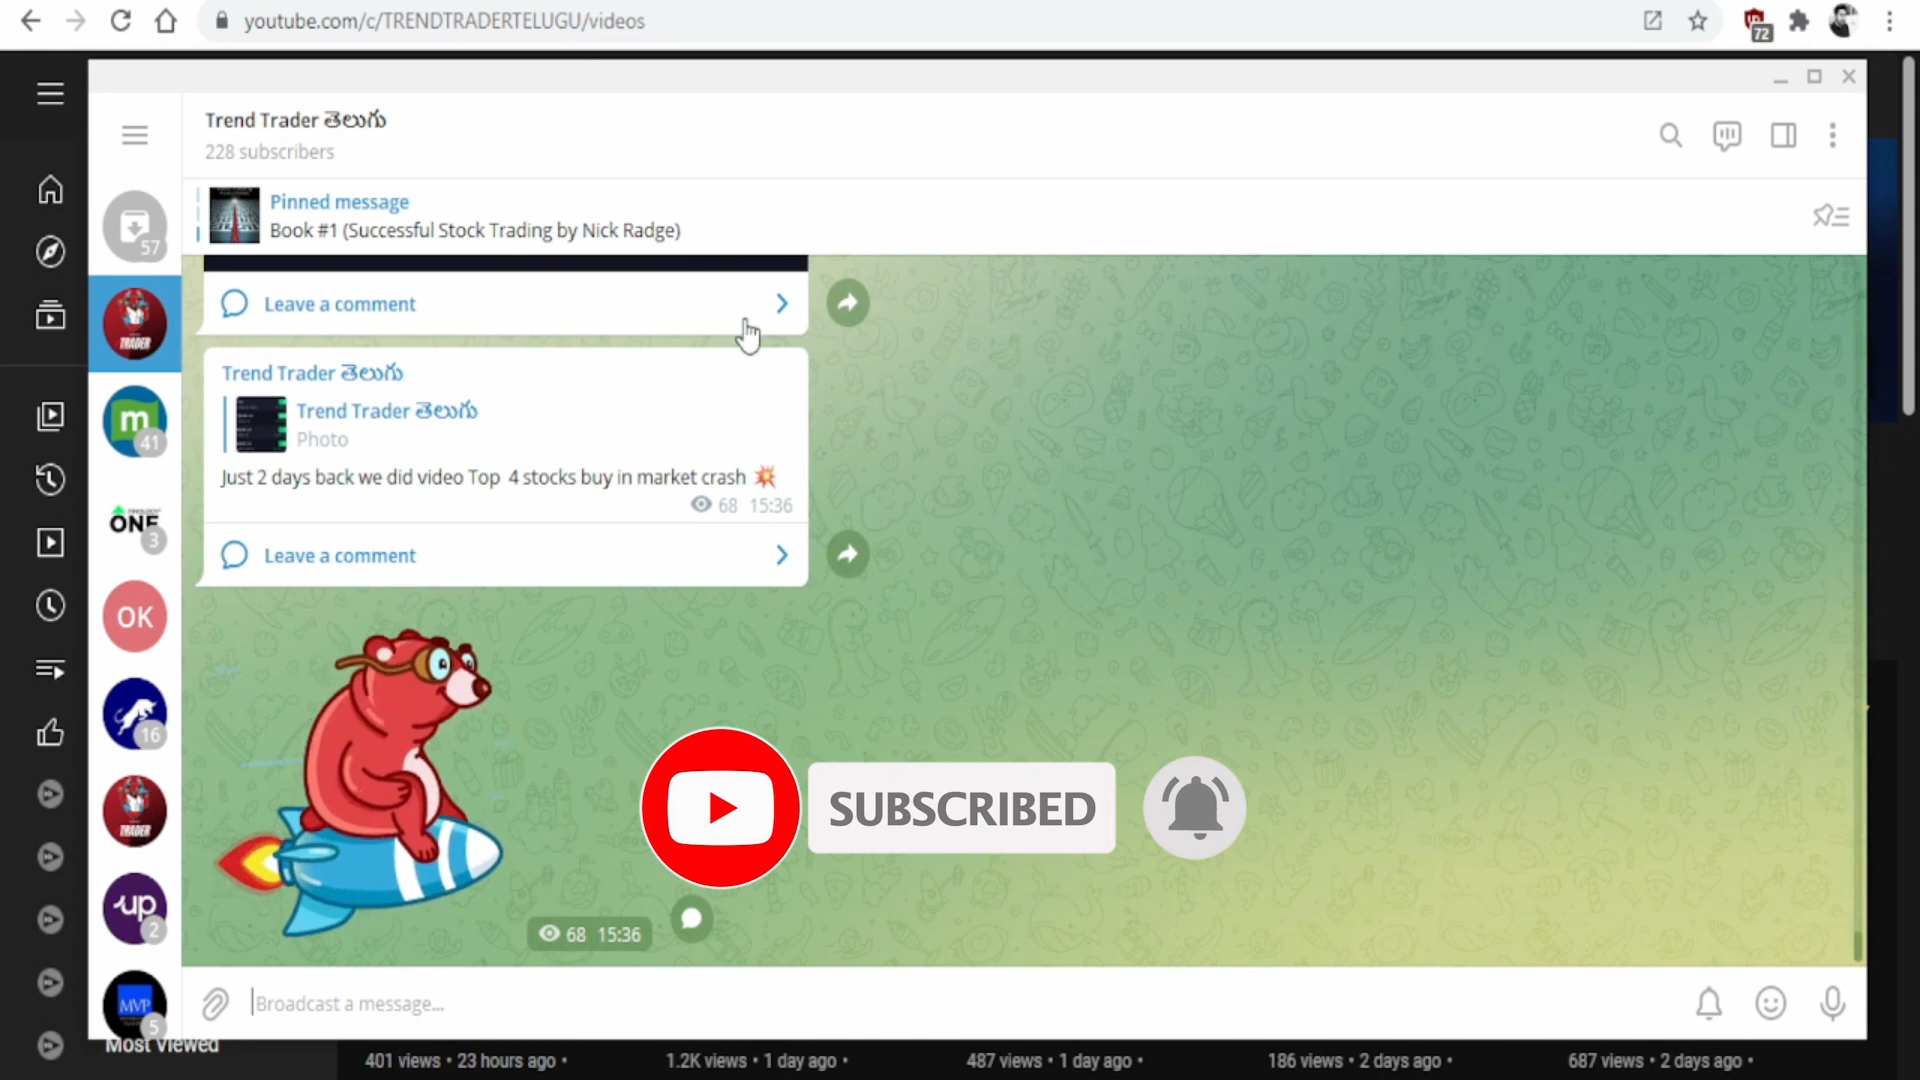 youtube.com/c/TRENDTRADERTELUGU/videos
72
Trend Trader తెలుగు
228 subscribers
57
Pinned message
Book #1 (Successful Stock Trading by Nick Radge)
Leave a comment
TRADER
Trend Trader తెలుగు
Trend Trader తెలుగు
Photo
m
41
Just 2 days back we did video Top 4 stocks buy in market crash
68 15:36
ONE
3
Leave a comment
OK
16
SUBSCRIBED
TRADER
up
2
68 15:36
MVP
5
Broadcast a message...
Most Viewed
401 views • 23 hours ago •
1.2K views • 1 day ago •
487 views • 1 day ago •
186 views • 2 days ago •
687 views • 2 days ago •